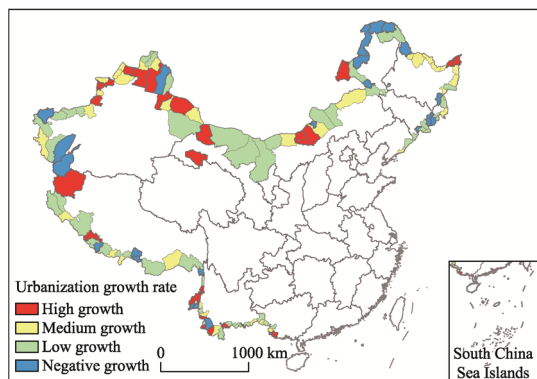 Urbanization growth rate
High growth
Medium growth
Low growth
Negative growth
0 1000 km
South China
Sea Islands